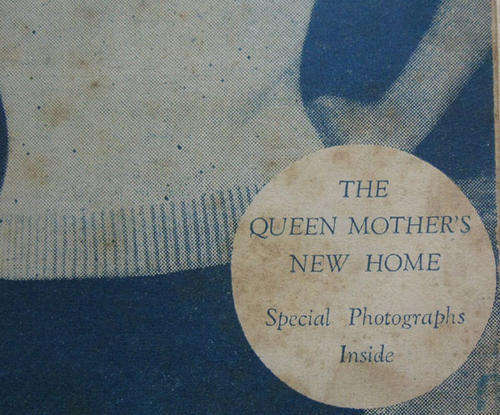 THE
QUEEN MOTHER'S
NEW HOME
Special Photographs
Inside